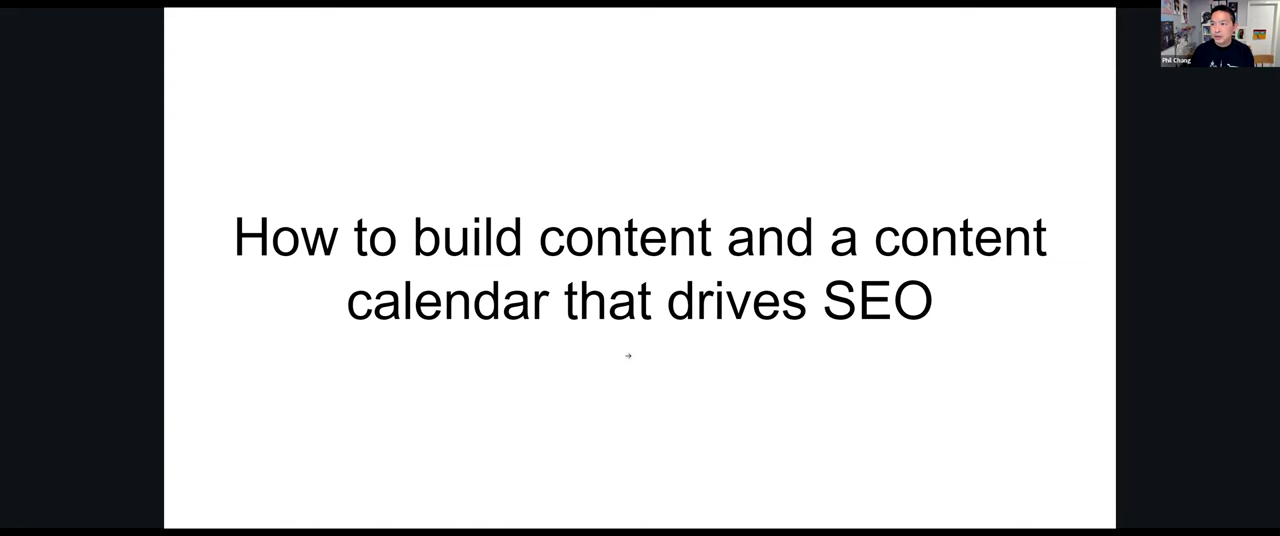 How to build content and a content
calendar that drives SEO
Phil Chang